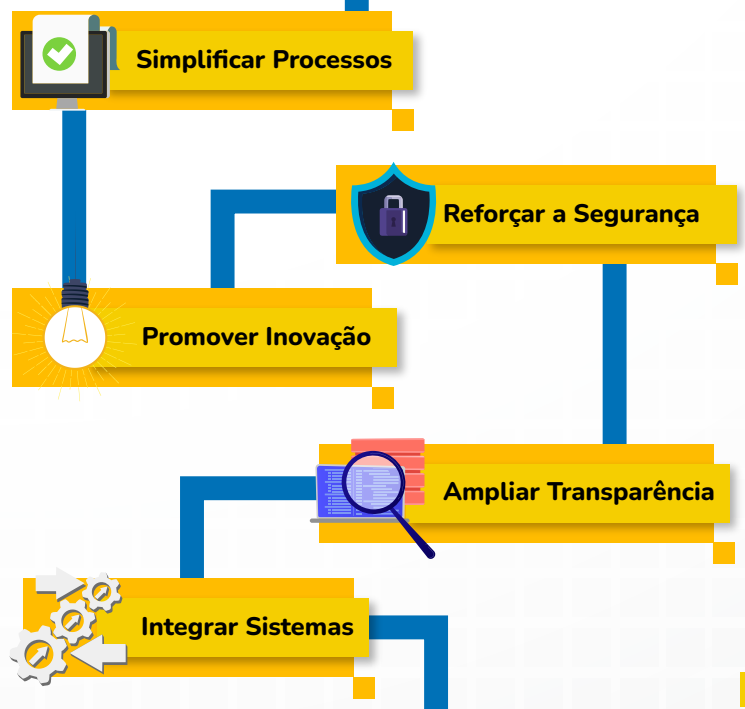 Simplificar Processos
Reforçar a Segurança
Promover Inovação
Ampliar Transparência
Integrar Sistemas